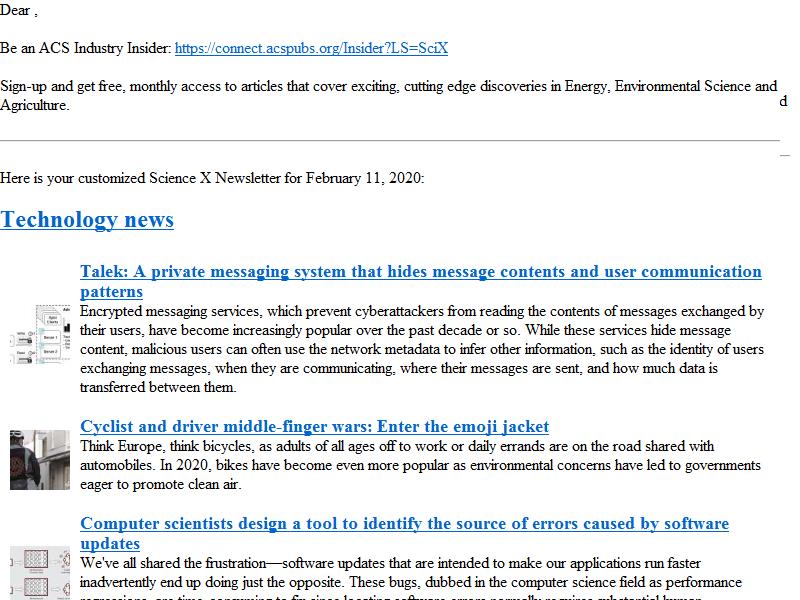 Dear ,
Be an ACS Industry Insider: https://connect.acspubs.org/Insider?LS=SciX
Sign-up and get free, monthly access to articles that cover exciting, cutting edge discoveries in Energy, Environmental Science and
d
Agriculture.
Here is your customized Science X Newsletter for February 11, 2020:
Technology news
Talek: A private messaging system that hides message contents and user communication
patterns
Encrypted messaging services, which prevent cyberattackers from reading the contents of messages exchanged by
their users, have become increasingly popular over the past decade or so. While these services hide message
content, malicious users can often use the network metadata to infer other information, such as the identity of users
exchanging messages, when they are communicating, where their messages are sent, and how much data is
transferred between them.
Cyclist and driver middle-finger wars: Enter the emoji jacket
Think Europe, think bicycles, as adults of all ages off to work or daily errands are on the road shared with
automobiles. In 2020, bikes have become even more popular as environmental concerns have led to governments
eager to promote clean air.
Computer scientists design a tool to identify the source of errors caused by software
updates
We've all shared the frustration—software updates that are intended to make our applications run faster
inadvertently end up doing just the opposite. These bugs, dubbed in the computer science field as performance